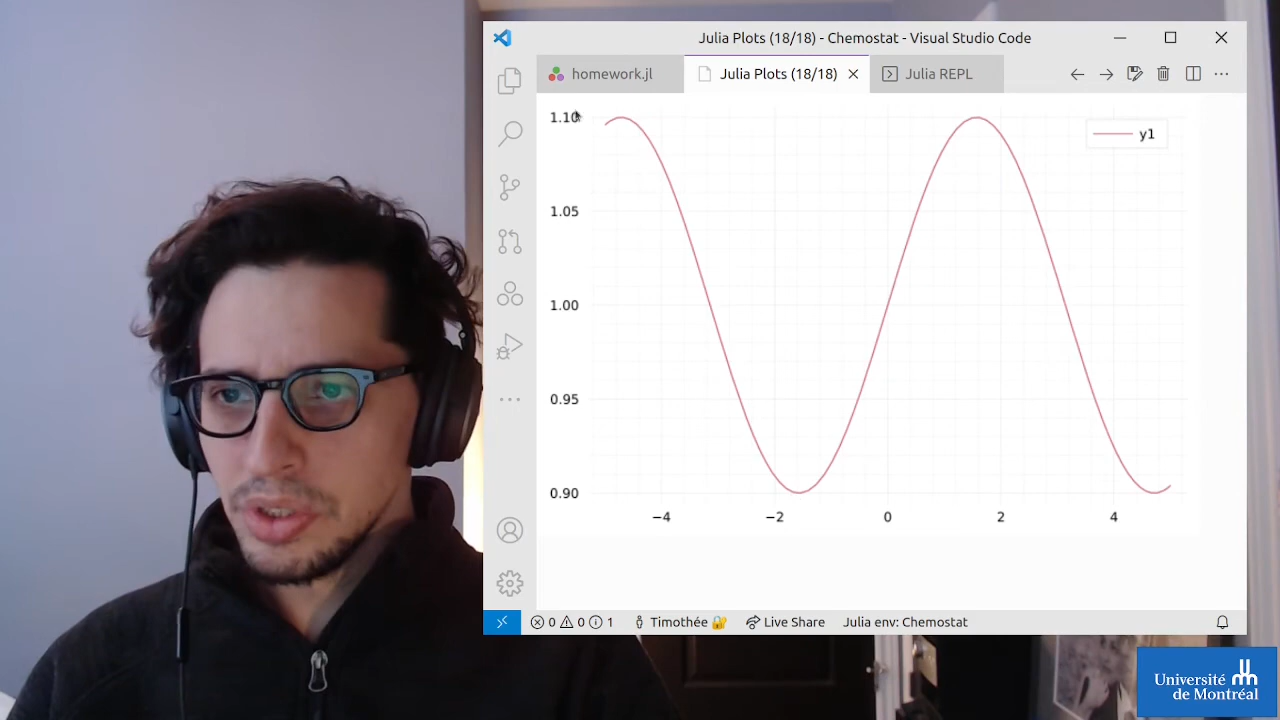 Julia Plots (18/18) - Chemostat - Visual Studio Code
homework.jl
Julia Plots (18/18)
Julia REPL
1.10
1.05
1.00
0.95
0.90
−4
−2
0
2
4
y1
0 0 1
Timothée 🔐
Live Share
Julia env: Chemostat
Université
de Montréal